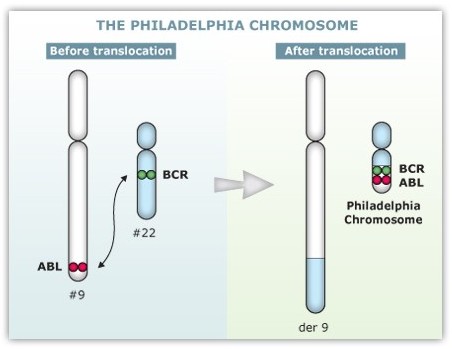 THE PHILADELPHIA CHROMOSOME
Before translocation
After translocation
BCR
#22
ABL
#9
BCR
ABL
Philadelphia
Chromosome
der 9